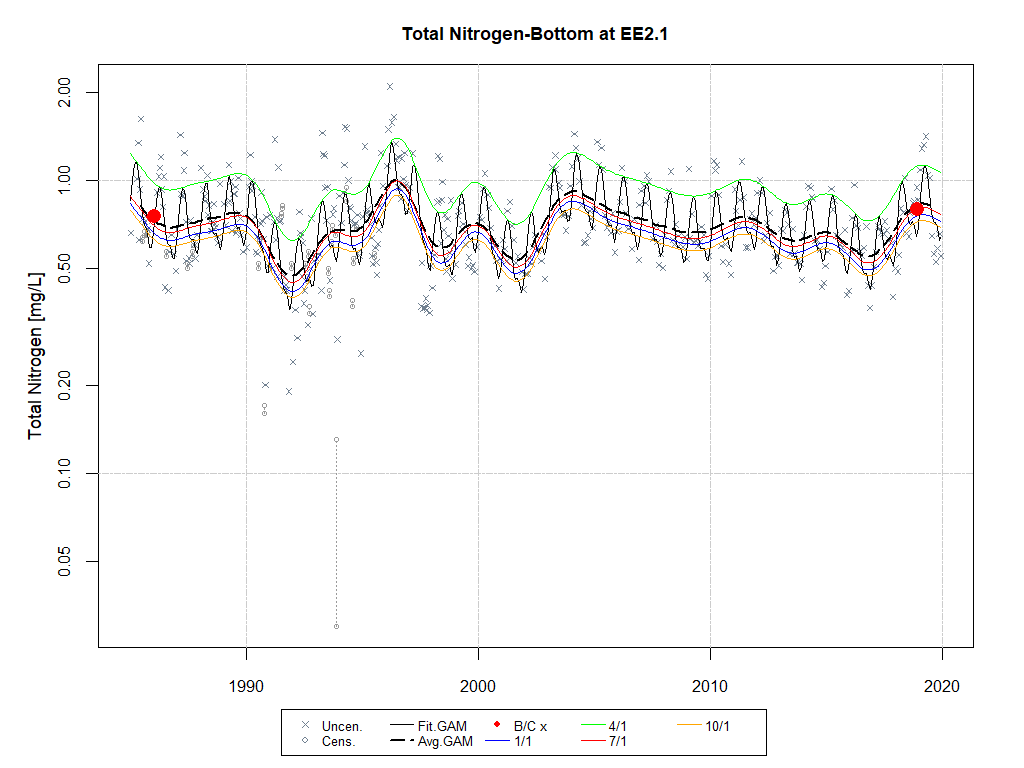 Total Nitrogen-Bottom at EE2.1
Total Nitrogen [mg/L]
2.00
1.00
0.50
0.20
0.10
0.05
1990 2000 2010 2020
Uncen. Fit.GAM B/C x 4/1 10/1
Cens. Avg.GAM 1/1 7/1